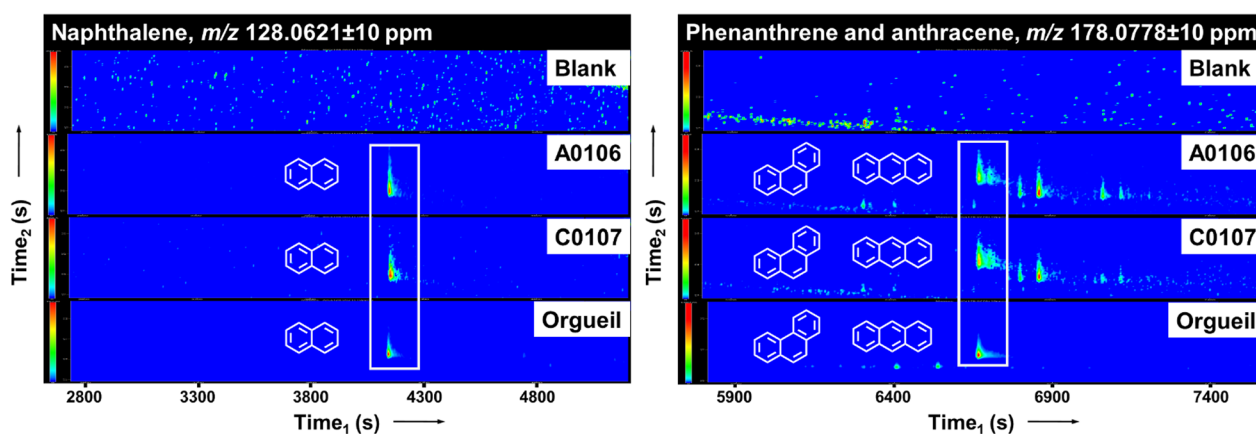 Naphthalene, m/z 128.0621±10 ppm
Blank
A0106
C0107
Orgueil
Time2 (s)
2800 3300 3800 4300 4800
Time1 (s)
Phenanthrene and anthracene, m/z 178.0778±10 ppm
Blank
A0106
C0107
Orgueil
Time2 (s)
5900 6400 6900 7400
Time1 (s)